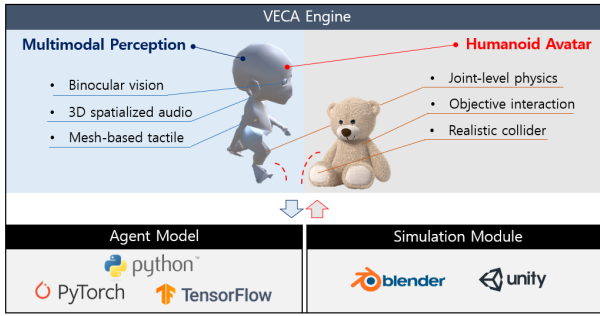 VECA Engine
Multimodal Perception
Humanoid Avatar
• Binocular vision
• 3D spatialized audio
• Mesh-based tactile
• Joint-level physics
• Objective interaction
• Realistic collider
Agent Model
python™
PyTorch
TensorFlow
Simulation Module
blender
unity